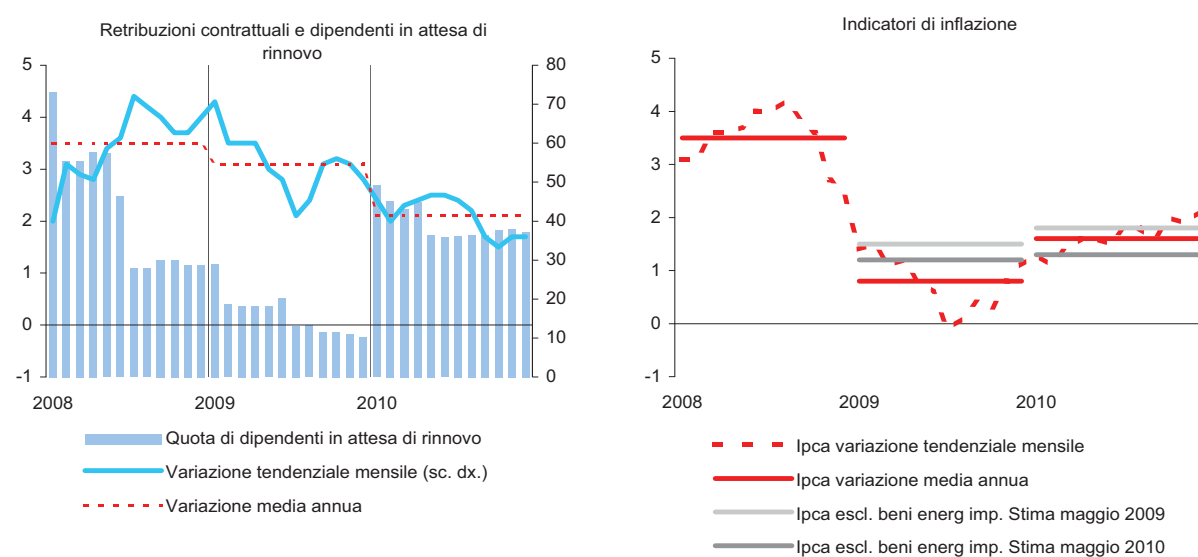 Retribuzioni contrattuali e dipendenti in attesa di
rinnovo
5
4
3
2
1
0
-1
80
70
60
50
40
30
20
10
0
2008
2009
2010
Quota di dipendenti in attesa di rinnovo
Variazione tendenziale mensile (sc. dx.)
Variazione media annua
Indicatori di inflazione
5
4
3
2
1
0
-1
2008
2009
2010
Ipca variazione tendenziale mensile
Ipca variazione media annua
Ipca escl. beni energ imp. Stima maggio 2009
Ipca escl. beni energ imp. Stima maggio 2010